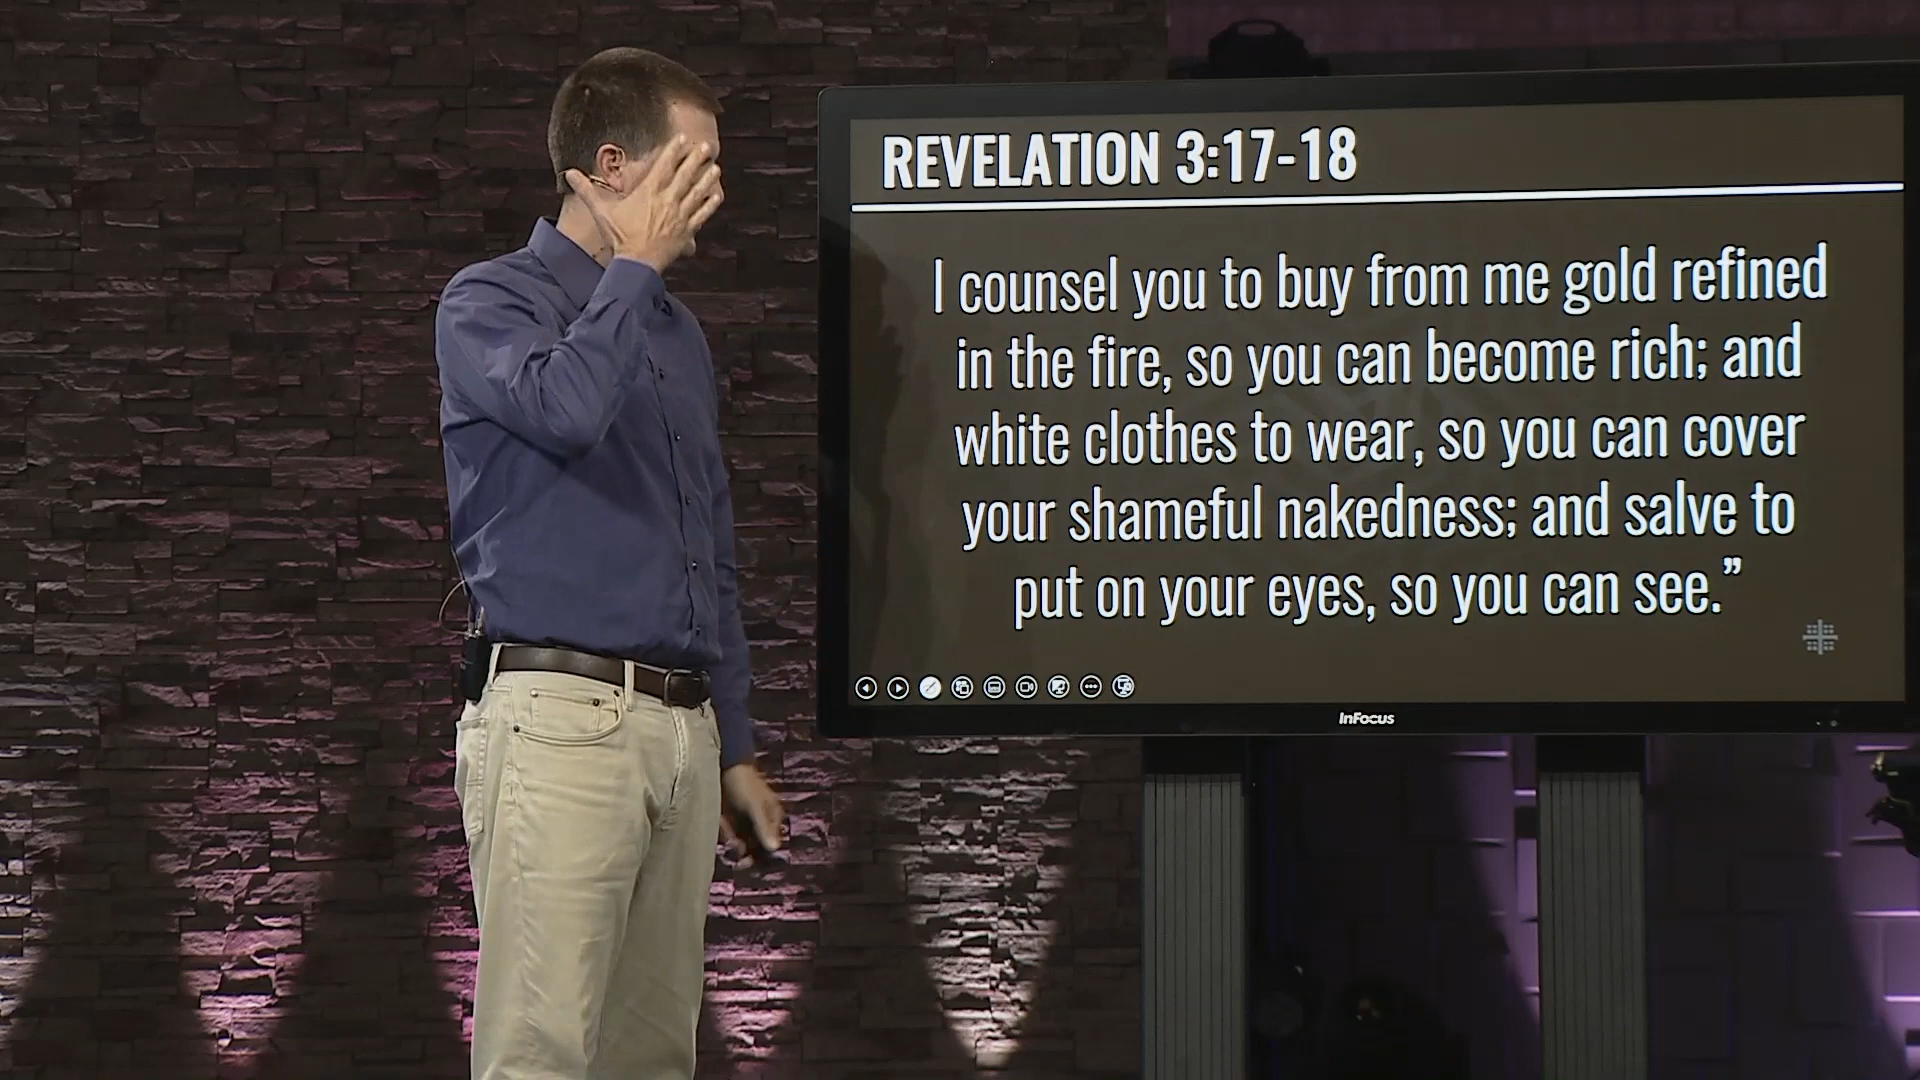 REVELATION 3:17-18
I counsel you to buy from me gold refined
in the fire, so you can become rich; and
white clothes to wear, so you can cover
your shameful nakedness; and salve to
put on your eyes, so you can see.”
InFocus